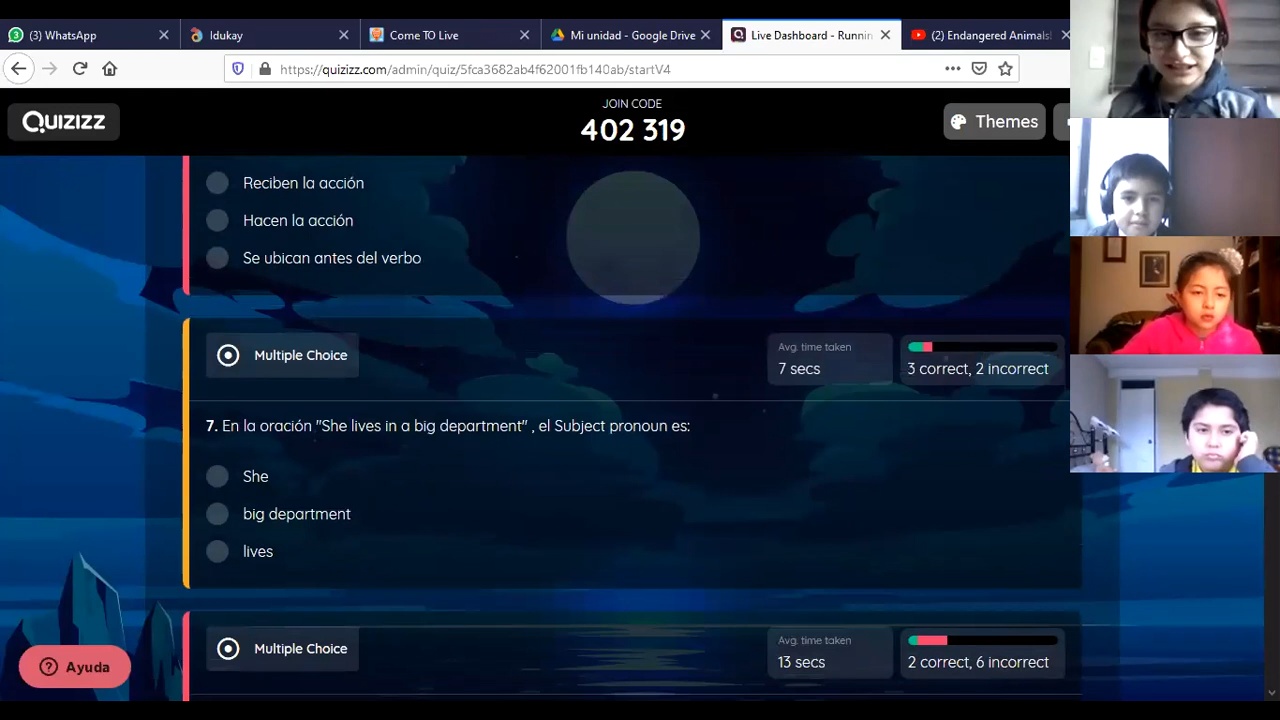 (3) WhatsApp
Idukay
Come TO Live
Mi unidad - Google Drive
Live Dashboard - Runnin
(2) Endangered Animals!
https://quizizz.com/admin/quiz/5fca3682ab4f62001fb140ab/startV4
Quizizz
JOIN CODE
402 319
Themes
Reciben la acción
Hacen la acción
Se ubican antes del verbo
Multiple Choice
Avg. time taken
7 secs
3 correct, 2 incorrect
7. En la oración "She lives in a big department" , el Subject pronoun es:
She
big department
lives
Multiple Choice
Avg. time taken
13 secs
2 correct, 6 incorrect
Ayuda